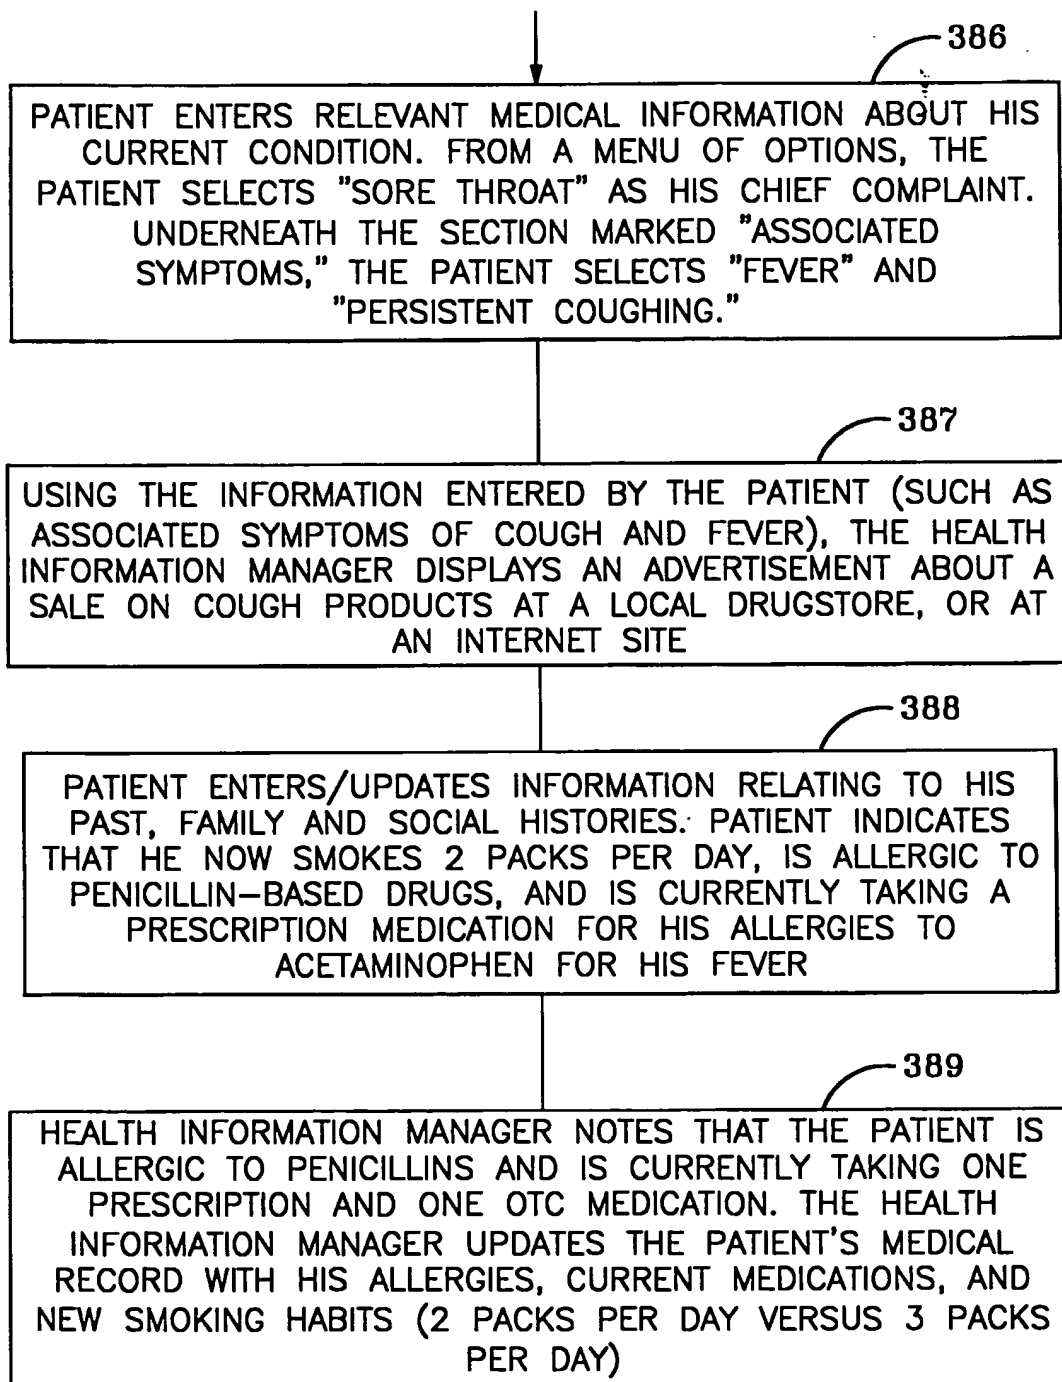 386
PATIENT ENTERS RELEVANT MEDICAL INFORMATION ABOUT HIS
CURRENT CONDITION. FROM A MENU OF OPTIONS, THE
PATIENT SELECTS "SORE THROAT" AS HIS CHIEF COMPLAINT.
UNDERNEATH THE SECTION MARKED "ASSOCIATED
SYMPTOMS," THE PATIENT SELECTS "FEVER" AND
"PERSISTENT COUGHING."
387
USING THE INFORMATION ENTERED BY THE PATIENT (SUCH AS
ASSOCIATED SYMPTOMS OF COUGH AND FEVER), THE HEALTH
INFORMATION MANAGER DISPLAYS AN ADVERTISEMENT ABOUT A
SALE ON COUGH PRODUCTS AT A LOCAL DRUGSTORE, OR AT
AN INTERNET SITE
388
PATIENT ENTERS/UPDATES INFORMATION RELATING TO HIS
PAST, FAMILY AND SOCIAL HISTORIES. PATIENT INDICATES
THAT HE NOW SMOKES 2 PACKS PER DAY, IS ALLERGIC TO
PENICILLIN-BASED DRUGS, AND IS CURRENTLY TAKING A
PRESCRIPTION MEDICATION FOR HIS ALLERGIES TO
ACETAMINOPHEN FOR HIS FEVER
389
HEALTH INFORMATION MANAGER NOTES THAT THE PATIENT IS
ALLERGIC TO PENICILLINS AND IS CURRENTLY TAKING ONE
PRESCRIPTION AND ONE OTC MEDICATION. THE HEALTH
INFORMATION MANAGER UPDATES THE PATIENT'S MEDICAL
RECORD WITH HIS ALLERGIES, CURRENT MEDICATIONS, AND
NEW SMOKING HABITS (2 PACKS PER DAY VERSUS 3 PACKS
PER DAY)